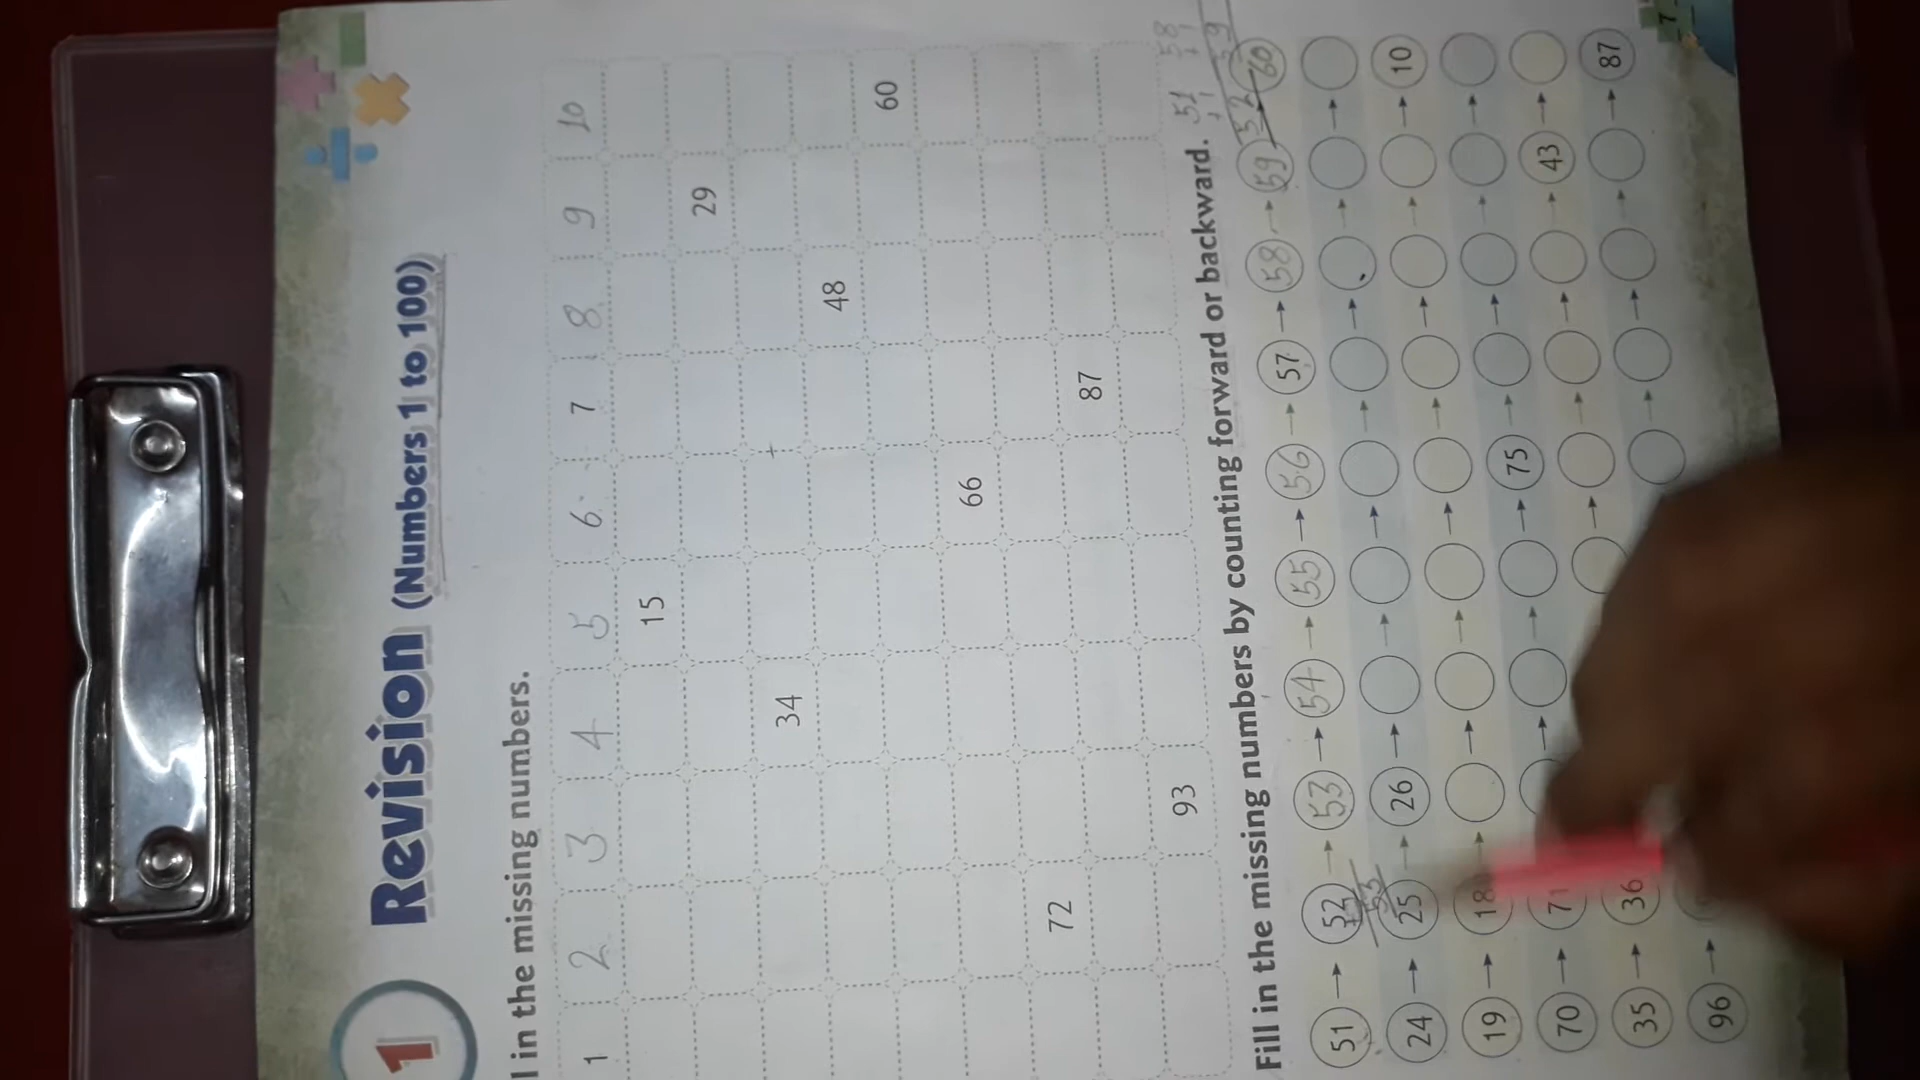 1
Revision (Numbers 1 to 100)
l in the missing numbers.
1 2 3 4 5 6 7 8 9 10
15
29
34
48
60
66
72
87
93
Fill in the missing numbers by counting forward or backward.
51 → 52 → 53 → 54 → 55 → 56 → 57 → 58 → 59 → 60
24 → 25 → 26 → → → → → → →
19 → 18 → → → → → → → 10
70 → 71 → → → 75 → → → →
35 → 36 → → → → → 43 →
96 → → → → → 87